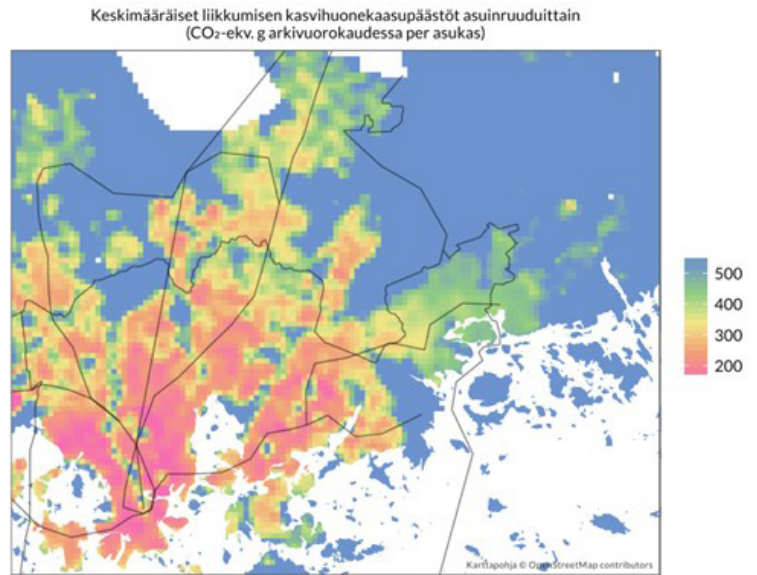 Keskimääräiset liikkumisen kasvihuonekaasupäästöt asuinruuduittain
(CO₂-ekv. g arkivuorokaudessa per asukas)
500
400
300
200
Karttapohja © OpenStreetMap contributors